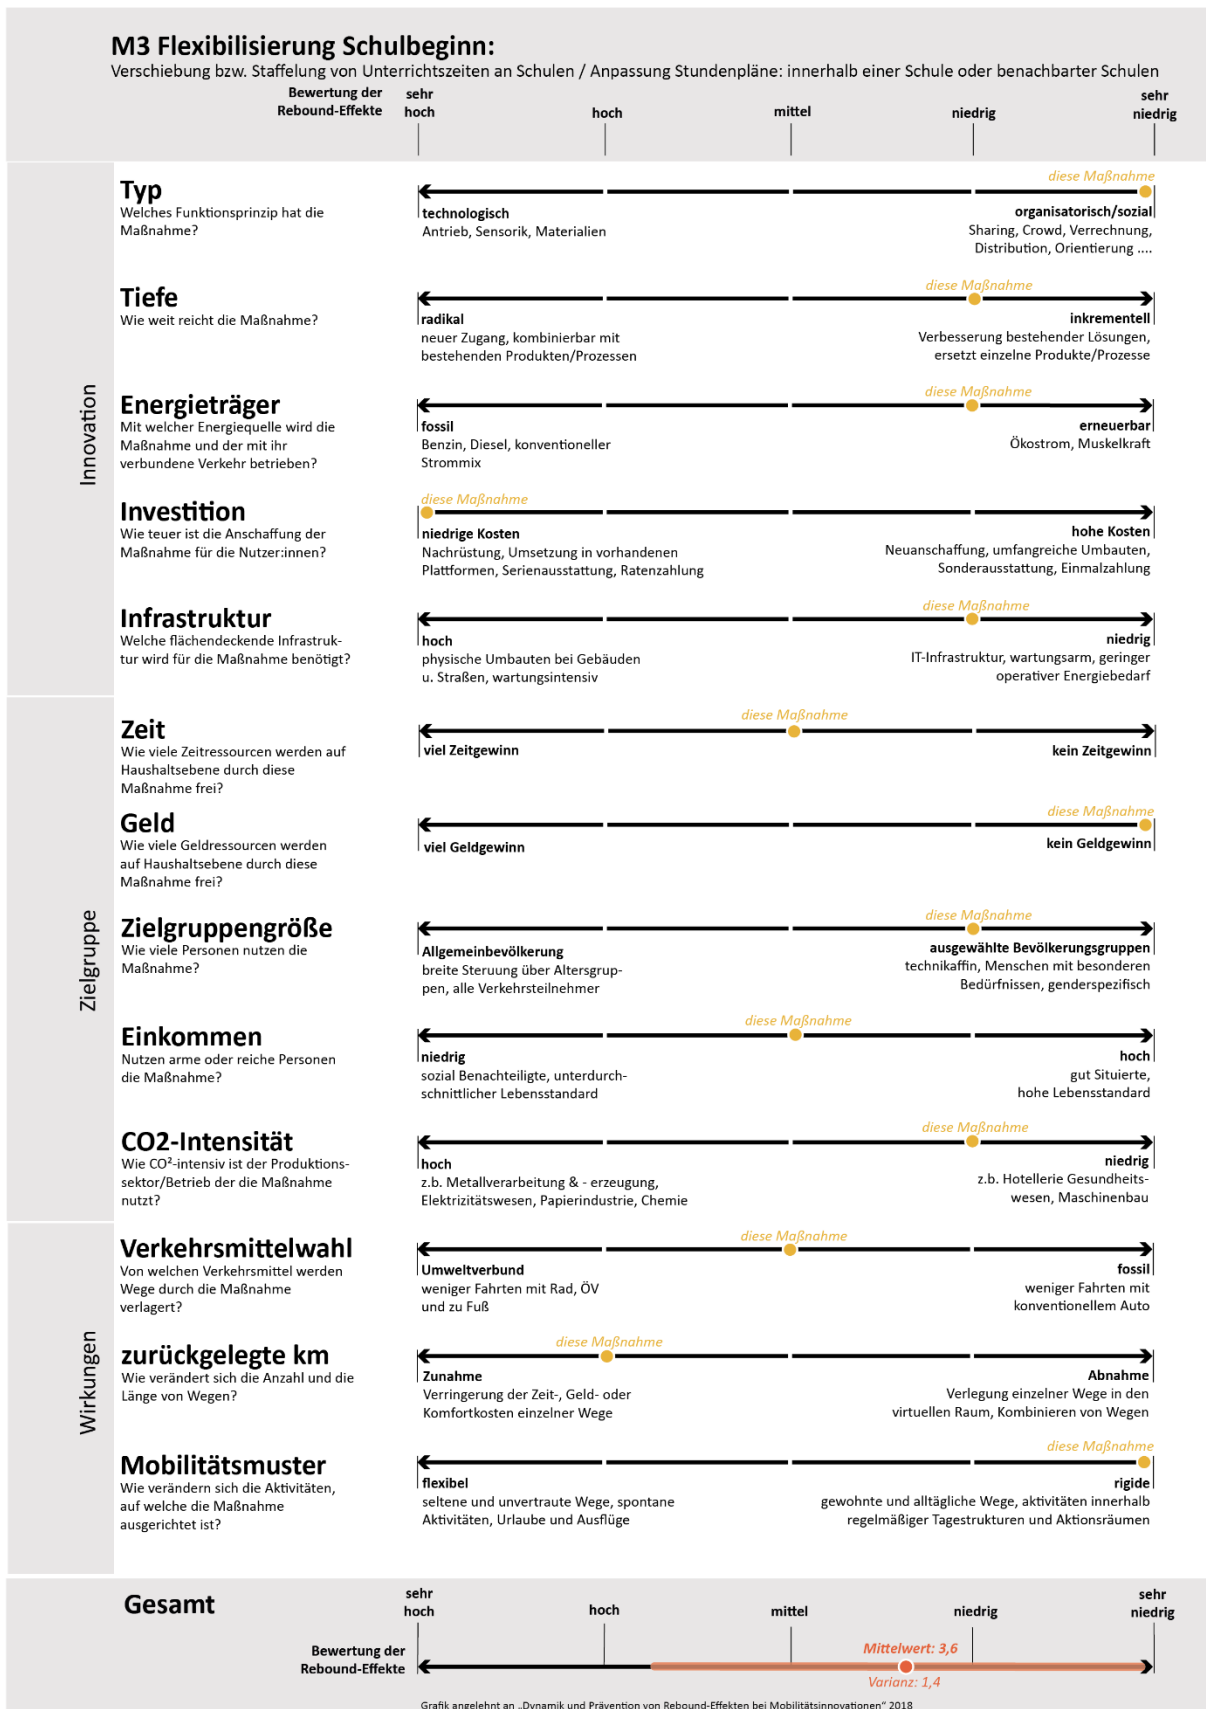 M3 Flexibilisierung Schulbeginn:
Verschiebung bzw. Staffelung von Unterrichtszeiten an Schulen / Anpassung Stundenpläne: innerhalb einer Schule oder benachbarter Schulen
Bewertung der
Rebound-Effekte
sehr
hoch
hoch
mittel
niedrig
sehr
niedrig
Innovation
Typ
Welches Funktionsprinzip hat die
Maßnahme?
diese Maßnahme
technologisch
Antrieb, Sensorik, Materialien
organisatorisch/sozial
Sharing, Crowd, Verrechnung,
Distribution, Orientierung ....
Tiefe
Wie weit reicht die Maßnahme?
diese Maßnahme
radikal
neuer Zugang, kombinierbar mit
bestehenden Produkten/Prozessen
inkrementell
Verbesserung bestehender Lösungen,
ersetzt einzelne Produkte/Prozesse
Energieträger
Mit welcher Energiequelle wird die
Maßnahme und der mit ihr
verbundene Verkehr betrieben?
diese Maßnahme
fossil
Benzin, Diesel, konventioneller
Strommix
erneuerbar
Ökostrom, Muskelkraft
Investition
Wie teuer ist die Anschaffung der
Maßnahme für die Nutzer:innen?
diese Maßnahme
niedrige Kosten
Nachrüstung, Umsetzung in vorhandenen
Plattformen, Serienausstattung, Ratenzahlung
hohe Kosten
Neuanschaffung, umfangreiche Umbauten,
Sonderausstattung, Einmalzahlung
Infrastruktur
Welche flächendeckende Infrastruk-
tur wird für die Maßnahme benötigt?
diese Maßnahme
hoch
physische Umbauten bei Gebäuden
u. Straßen, wartungsintensiv
niedrig
IT-Infrastruktur, wartungsarm, geringer
operativer Energiebedarf
Zielgruppe
Zeit
Wie viele Zeitressourcen werden auf
Haushaltsebene durch diese
Maßnahme frei?
diese Maßnahme
viel Zeitgewinn
kein Zeitgewinn
Geld
Wie viele Geldressourcen werden
auf Haushaltsebene durch diese
Maßnahme frei?
diese Maßnahme
viel Geldgewinn
kein Geldgewinn
Zielgruppengröße
Wie viele Personen nutzen die
Maßnahme?
diese Maßnahme
Allgemeinbevölkerung
breite Steruung über Altersgrup-
pen, alle Verkehrsteilnehmer
ausgewählte Bevölkerungsgruppen
technikaffin, Menschen mit besonderen
Bedürfnissen, genderspezifisch
Einkommen
Nutzen arme oder reiche Personen
die Maßnahme?
diese Maßnahme
niedrig
sozial Benachteiligte, unterdurch-
schnittlicher Lebensstandard
hoch
gut Situierte,
hohe Lebensstandard
CO2-Intensität
Wie CO²-intensiv ist der Produktions-
sektor/Betrieb der die Maßnahme
nutzt?
diese Maßnahme
hoch
z.b. Metallverarbeitung & - erzeugung,
Elektrizitätswesen, Papierindustrie, Chemie
niedrig
z.b. Hotellerie Gesundheits-
wesen, Maschinenbau
Wirkungen
Verkehrsmittelwahl
Von welchen Verkehrsmittel werden
Wege durch die Maßnahme
verlagert?
diese Maßnahme
Umweltverbund
weniger Fahrten mit Rad, ÖV
und zu Fuß
fossil
weniger Fahrten mit
konventionellem Auto
zurückgelegte km
Wie verändert sich die Anzahl und die
Länge von Wegen?
diese Maßnahme
Zunahme
Verringerung der Zeit-, Geld- oder
Komfortkosten einzelner Wege
Abnahme
Verlegung einzelner Wege in den
virtuellen Raum, Kombinieren von Wegen
Mobilitätsmuster
Wie verändern sich die Aktivitäten,
auf welche die Maßnahme
ausgerichtet ist?
diese Maßnahme
flexibel
seltene und unvertraute Wege, spontane
Aktivitäten, Urlaube und Ausflüge
rigide
gewohnte und alltägliche Wege, aktivitäten innerhalb
regelmäßiger Tagestrukturen und Aktionsräumen
Gesamt
sehr
hoch
hoch
mittel
niedrig
sehr
niedrig
Bewertung der
Rebound-Effekte
Mittelwert: 3,6
Varianz: 1,4
Grafik angelehnt an „Dynamik und Prävention von Rebound-Effekten bei Mobilitätsinnovationen“ 2018